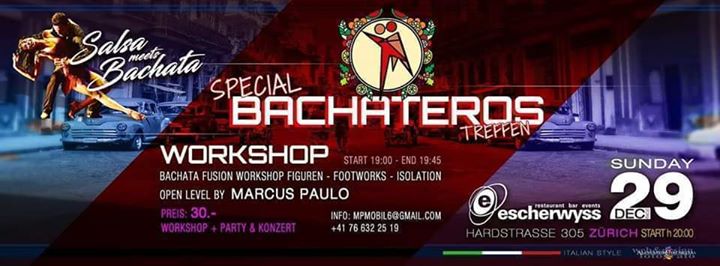 Salsa
meets
Bachata
SPECIAL
BACHATEROS
TREFFEN
WORKSHOP START 19:00 - END 19:45
BACHATA FUSION WORKSHOP FIGUREN - FOOTWORKS - ISOLATION
OPEN LEVEL BY MARCUS PAULO
PREIS: 30.-
WORKSHOP + PARTY & KONZERT
INFO: MPMOBIL6@GMAIL.COM
+41 76 632 25 19
SUNDAY
29
DEC
e
restaurant bar events
escherwyss
HARDSTRASSE 305 ZÜRICH START h 20:00
ITALIAN STYLE